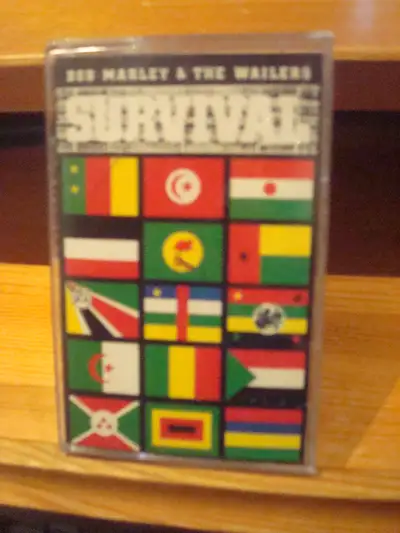 BOB MARLEY & THE WAILERS
SURVIVAL